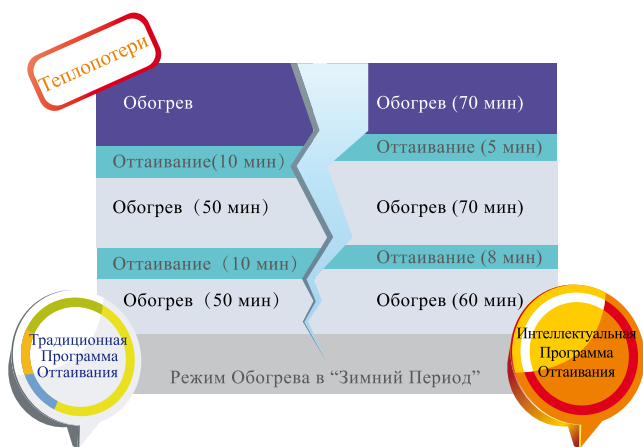 Теплопотери
Обогрев
Обогрев (70 мин)
Оттаивание(10 мин)
Оттаивание (5 мин)
Обогрев（50 мин）
Обогрев (70 мин)
Оттаивание（10 мин）
Оттаивание (8 мин)
Обогрев（50 мин）
Обогрев (60 мин)
Традиционная
Программа
Оттаивания
Интеллектуальная
Программа
Оттаивания
Режим Обогрева в “Зимний Период”